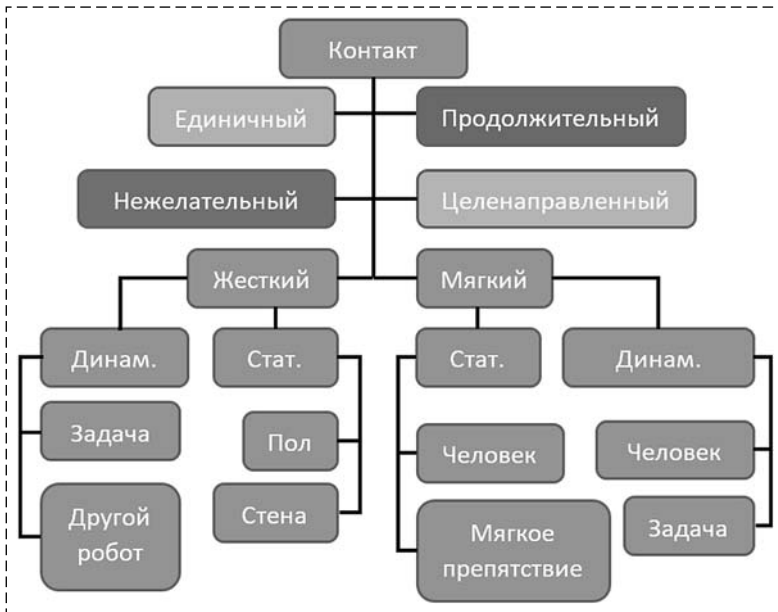 Контакт
Единичный
Продолжительный
Нежелательный
Целенаправленный
Жесткий
Мягкий
Динам.
Стат.
Стат.
Динам.
Задача
Пол
Человек
Человек
Другой
робот
Стена
Мягкое
препятствие
Задача